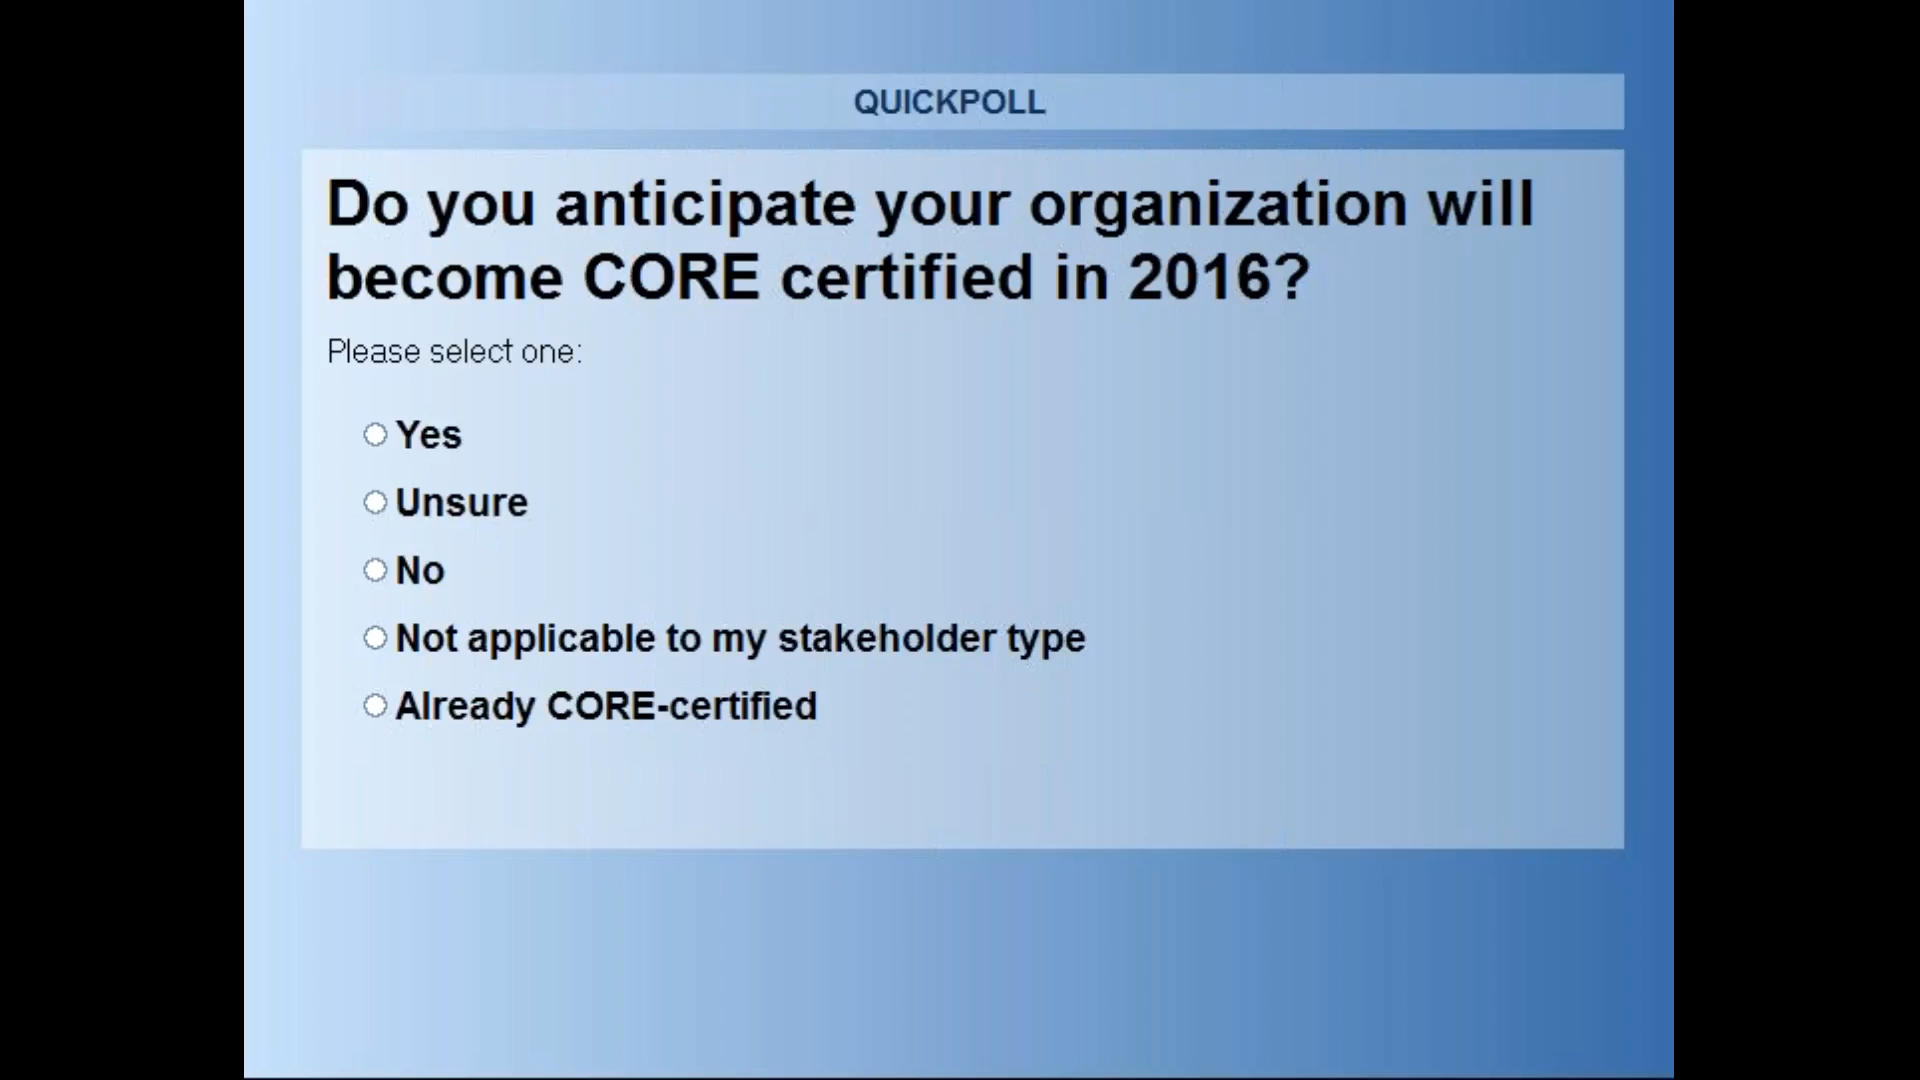 QUICKPOLL
Do you anticipate your organization will
become CORE certified in 2016?
Please select one:
Yes
Unsure
No
Not applicable to my stakeholder type
Already CORE-certified